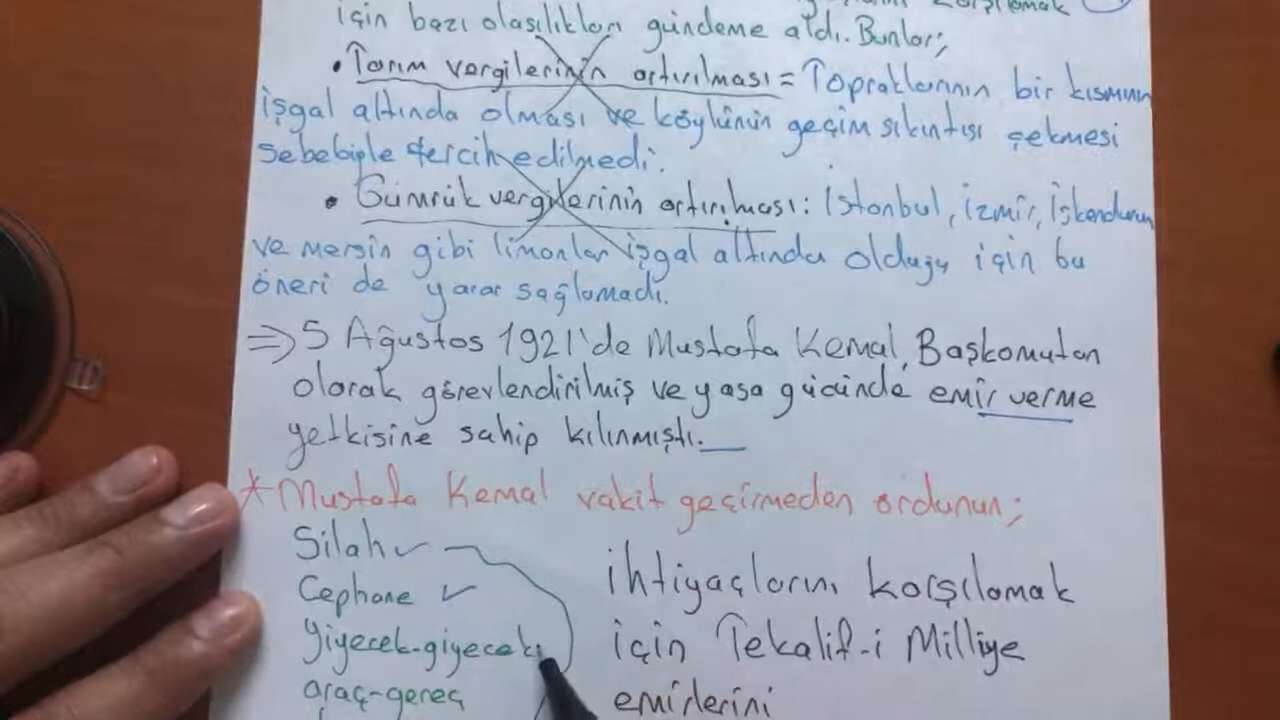 karşılamak
için bazı olasılıkları gündeme aldı. Bunlar;
• Tarım vergilerinin artırılması = Topraklarının bir kısmının
işgal altında olması ve köylünün geçim sıkıntısı çekmesi
sebebiyle tercih edilmedi.
• Gümrük vergilerinin artırılması: İstanbul, İzmir, İskenderun
ve Mersin gibi limanlar işgal altında olduğu için bu
öneri de yarar sağlamadı.
⇒ 5 Ağustos 1921'de Mustafa Kemal, Başkomutan
olarak görevlendirilmiş ve yasa gücünde emir verme
yetkisine sahip kılınmıştı.
* Mustafa Kemal vakit geçirmeden ordunun;
Silah ✓
Cephane ✓
yiyecek-giyecek
araç-gereç
ihtiyaçlarını karşılamak
için Tekalif-i Milliye
emirlerini